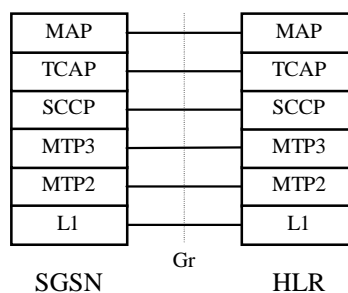 MAP MAP
TCAP TCAP
SCCP SCCP
MTP3 MTP3
MTP2 MTP2
L1 L1
Gr
SGSN HLR